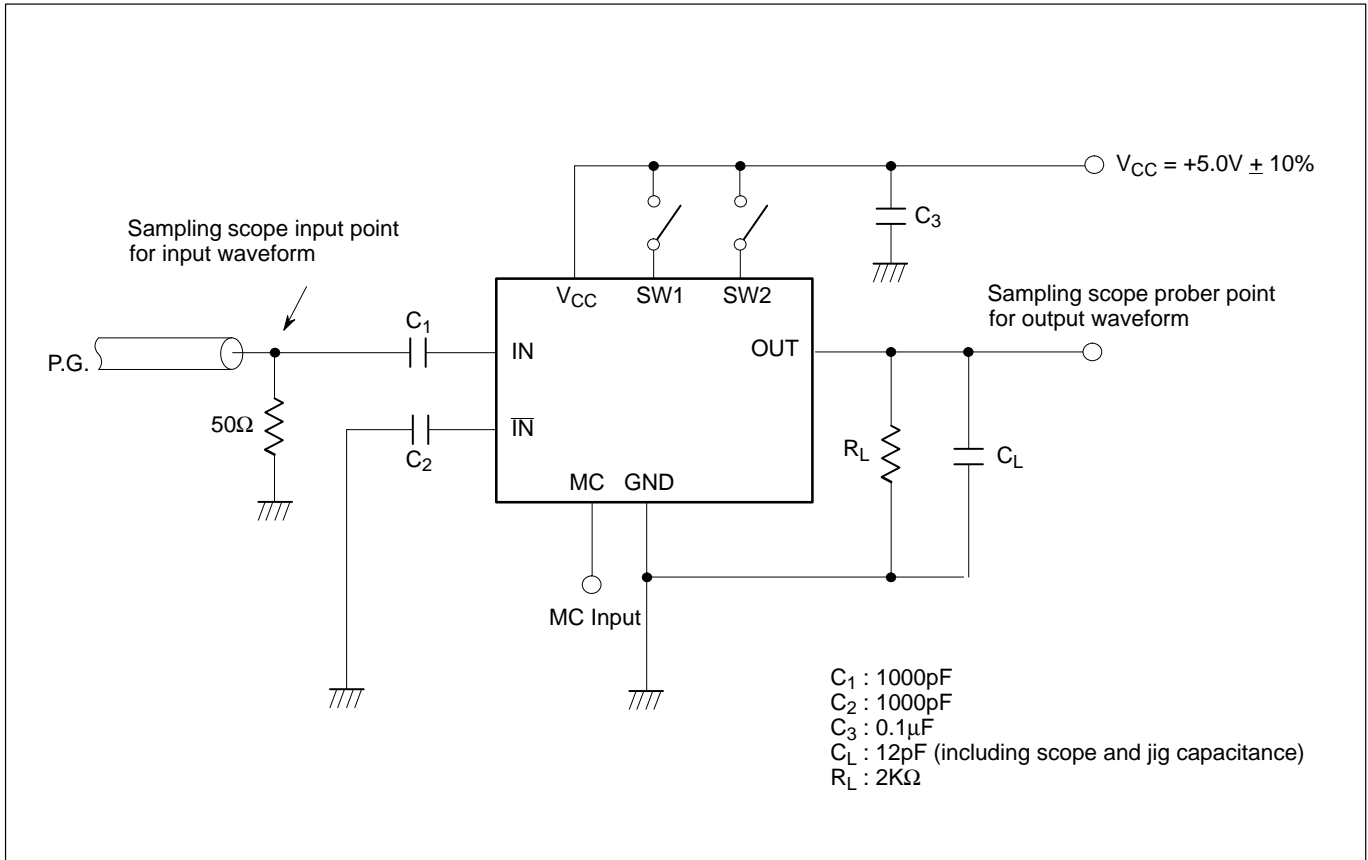 V_CC = +5.0V ± 10%
C_3
Sampling scope input point
for input waveform
V_CC SW1 SW2
Sampling scope prober point
for output waveform
C_1
P.G.
IN
OUT
50Ω
I̅N̅
C_2
R_L
C_L
MC GND
MC Input
C_1 : 1000pF
C_2 : 1000pF
C_3 : 0.1µF
C_L : 12pF (including scope and jig capacitance)
R_L : 2KΩ